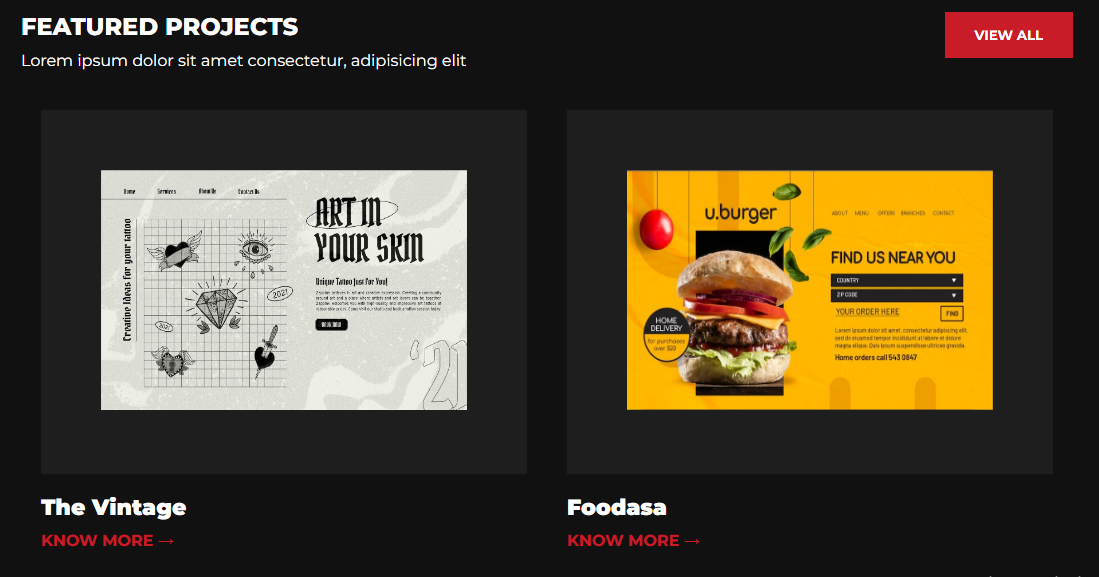 FEATURED PROJECTS
VIEW ALL
Lorem ipsum dolor sit amet consectetur, adipisicing elit
Home Services About Us Contact Us
ART IN
YOUR SKIN
Creative Ideas for your tattoo
Unique Tattoo Just For You!
2021
2021
BOOK NOW
'21
u.burger
ABOUT MENU OFFERS BRANCHES CONTACT
FIND US NEAR YOU
COUNTRY
ZIP CODE
YOUR ORDER HERE
FIND
HOME
DELIVERY
for purchases
over $20
Lorem ipsum dolor sit amet, consectetur adipiscing elit,
sed do eiusmod tempor incididunt ut labore et dolore
magna aliqua. Quis ipsum suspendisse ultrices gravida.
Home orders call 543 0847
The Vintage
KNOW MORE →
Foodasa
KNOW MORE →